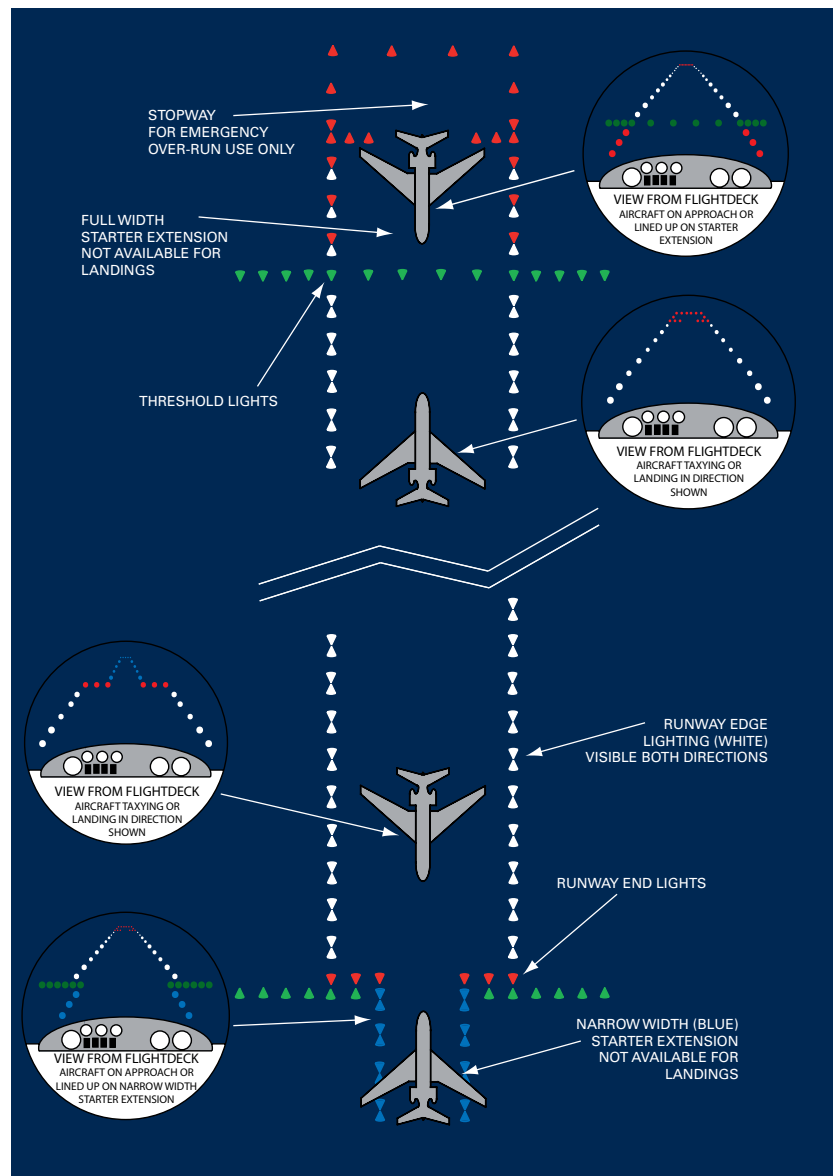 STOPWAY
FOR EMERGENCY
OVER-RUN USE ONLY
VIEW FROM FLIGHTDECK
AIRCRAFT ON APPROACH OR
LINED UP ON STARTER
EXTENSION
FULL WIDTH
STARTER EXTENSION
NOT AVAILABLE FOR
LANDINGS
THRESHOLD LIGHTS
VIEW FROM FLIGHTDECK
AIRCRAFT TAXYING OR
LANDING IN DIRECTION
SHOWN
RUNWAY EDGE
LIGHTING (WHITE)
VISIBLE BOTH DIRECTIONS
VIEW FROM FLIGHTDECK
AIRCRAFT TAXYING OR
LANDING IN DIRECTION
SHOWN
RUNWAY END LIGHTS
NARROW WIDTH (BLUE)
STARTER EXTENSION
NOT AVAILABLE FOR
LANDINGS
VIEW FROM FLIGHTDECK
AIRCRAFT ON APPROACH OR
LINED UP ON NARROW WIDTH
STARTER EXTENSION